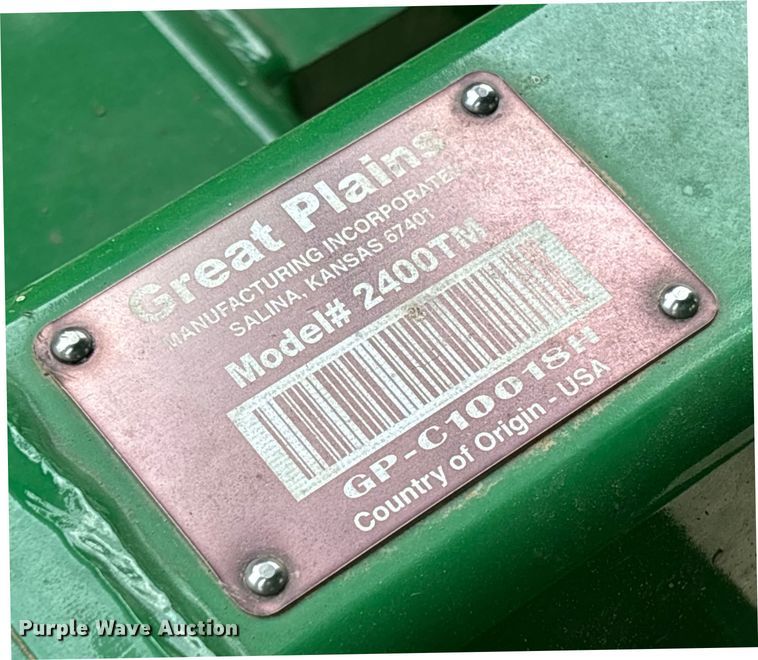 Great Plains
MANUFACTURING INCORPORATED
SALINA, KANSAS 67401
Model# 2400TM
GP-C10018H
Country of Origin - USA
Purple Wave Auction